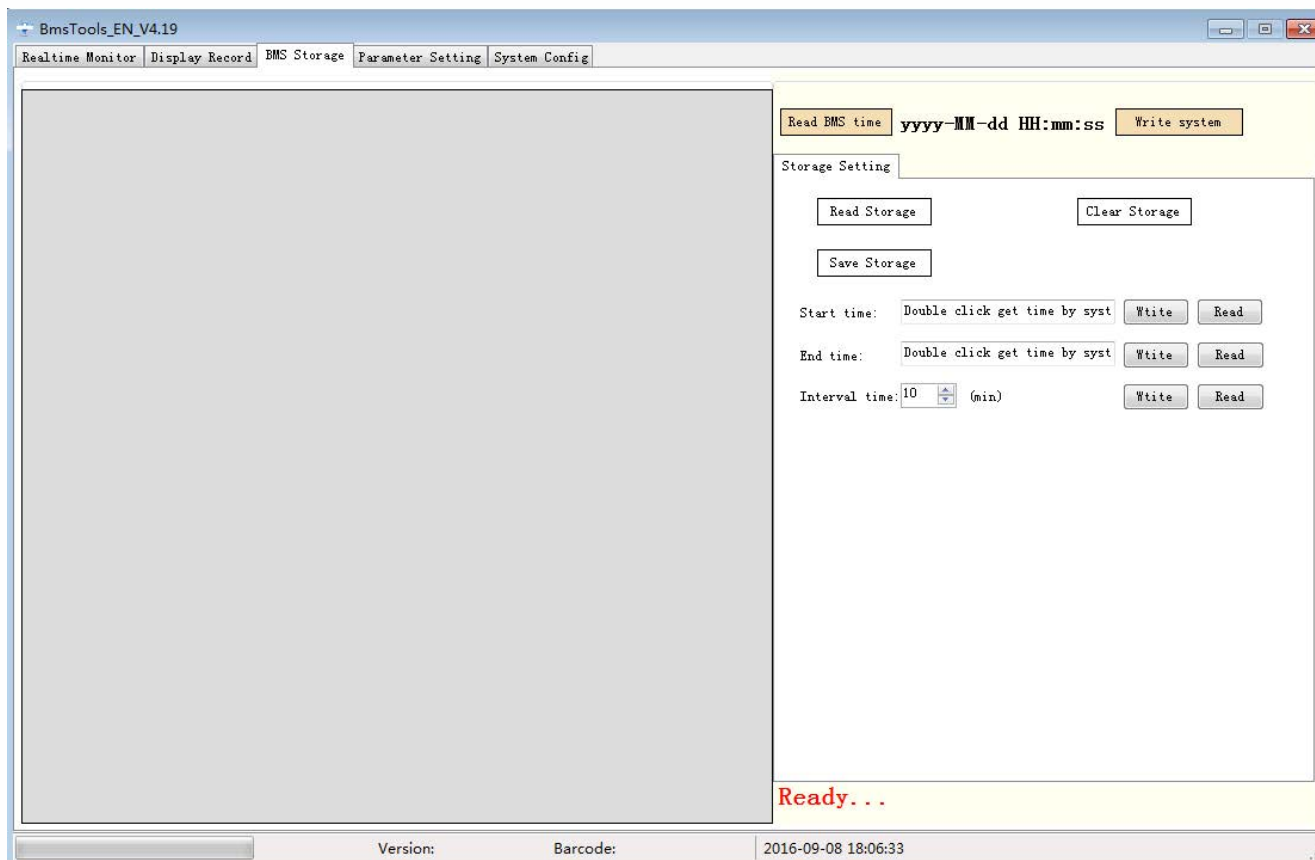 BmsTools_EN_V4.19
Realtime Monitor Display Record BMS Storage Parameter Setting System Config
Read BMS time yyyy-MM-dd HH:mm:ss Write system
Storage Setting
Read Storage Clear Storage
Save Storage
Start time: Double click get time by syst Wtite Read
End time: Double click get time by syst Wtite Read
Interval time: 10 (min) Wtite Read
Ready...
Version: Barcode: 2016-09-08 18:06:33